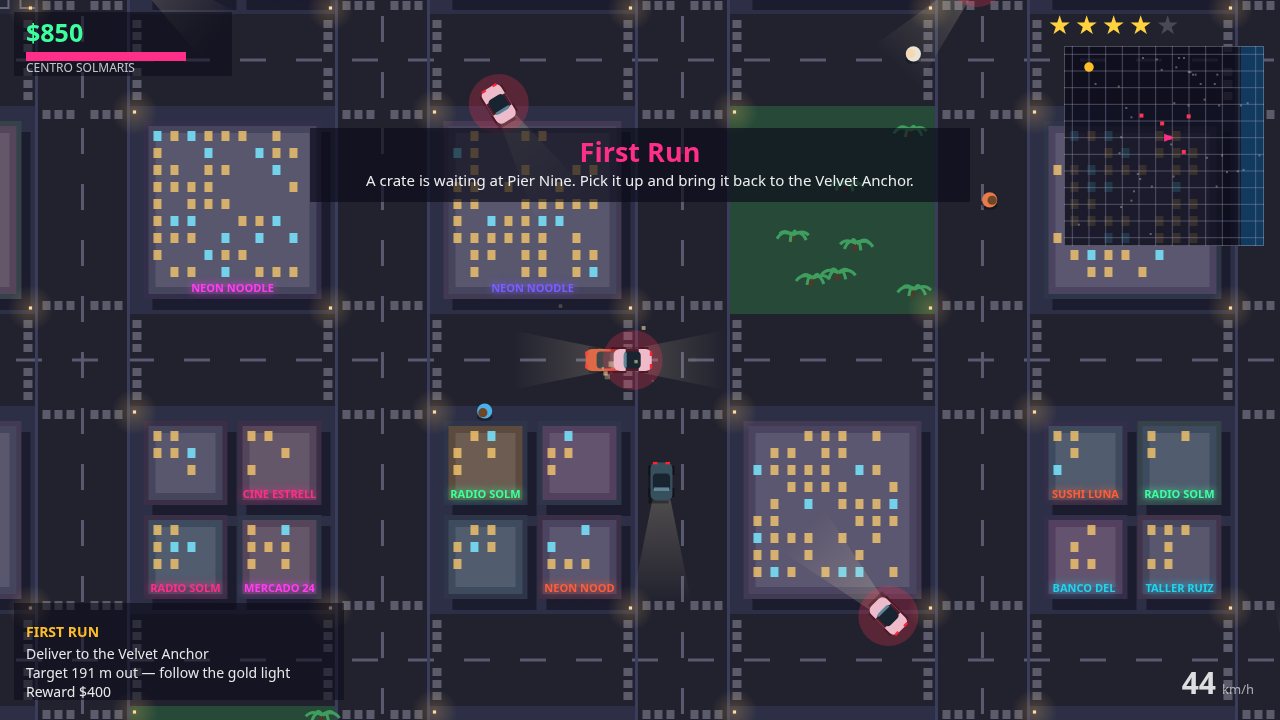 $850
CENTRO SOLMARIS
First Run
A crate is waiting at Pier Nine. Pick it up and bring it back to the Velvet Anchor.
NEON NOODLE
NEON NOODLE
CINE ESTRELL
RADIO SOLM
SUSHI LUNA
RADIO SOLM
RADIO SOLM
MERCADO 24
NEON NOOD
BANCO DEL
TALLER RUIZ
FIRST RUN
Deliver to the Velvet Anchor
Target 191 m out — follow the gold light
Reward $400
44 km/h